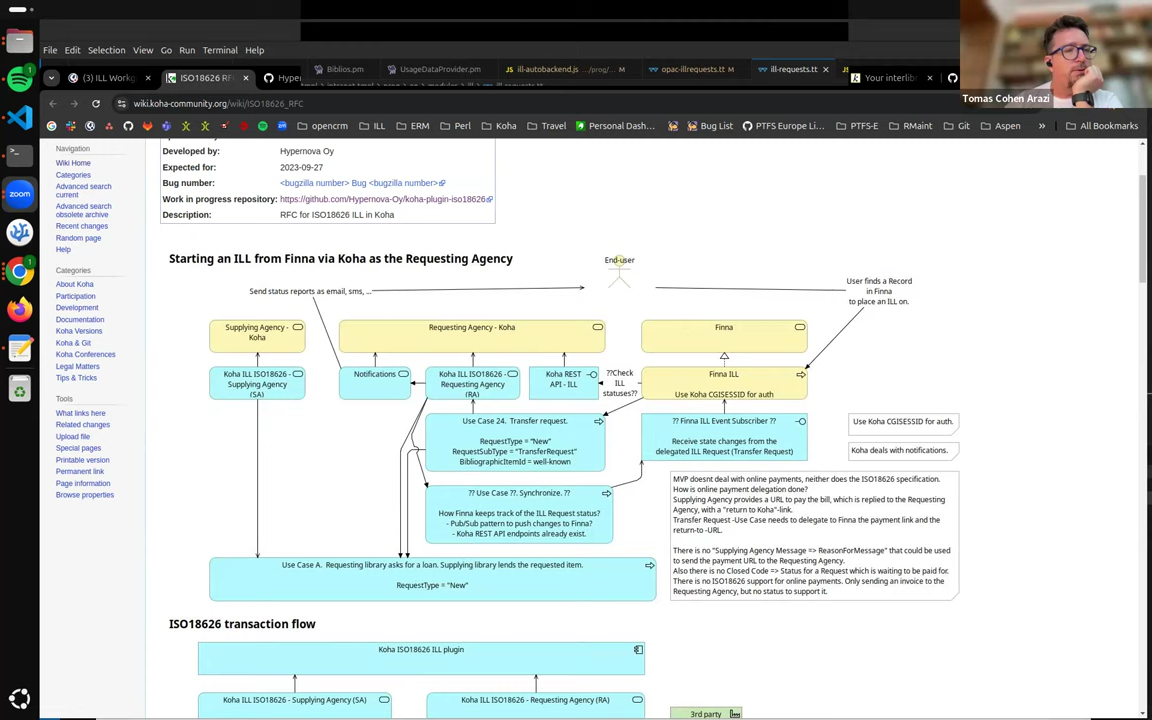 File Edit Selection View Go Run Terminal Help
Biblios.pm UsageDataProvider.pm JS ill-autobackend.js .../prog/... M opac-illrequests.tt M ill-requests.tt
(3) ILL Workg ISO18626 RF Hyper Your interlib
wiki.koha-community.org/wiki/ISO18626_RFC
opencrm ILL ERM Perl Koha Travel Personal Dash... Bug List PTFS Europe Li... PTFS-E RMaint Git Aspen » All Bookmarks
Tomas Cohen Arazi
Navigation
Wiki Home
Categories
Advanced search
current
Advanced search
obsolete archive
Recent changes
Random page
Help
Categories
About Koha
Participation
Development
Documentation
Koha Versions
Koha & Git
Koha Conferences
Legal Matters
Tips & Tricks
Tools
What links here
Related changes
Upload file
Special pages
Printable version
Permanent link
Page information
Browse properties
Developed by: Hypernova Oy
Expected for: 2023-09-27
Bug number: <bugzilla number> Bug <bugzilla number>
Work in progress repository: https://github.com/Hypernova-Oy/koha-plugin-iso18626
Description: RFC for ISO18626 ILL in Koha
Starting an ILL from Finna via Koha as the Requesting Agency
End-user
Send status reports as email, sms, ...
User finds a Record
in Finna
to place an ILL on.
Supplying Agency -
Koha
Requesting Agency - Koha
Finna
Koha ILL ISO18626 -
Supplying Agency
(SA)
Notifications
Koha ILL ISO18626 -
Requesting Agency
(RA)
Koha REST
API - ILL
??Check
ILL
statuses??
Finna ILL
Use Koha CGISESSID for auth
Use Case 24. Transfer request.
RequestType = "New"
RequestSubType = "TransferRequest"
BibliographicItemId = well-known
?? Finna ILL Event Subscriber ??
Receive state changes from the
delegated ILL Request (Transfer Request)
Use Koha CGISESSID for auth.
Koha deals with notifications.
?? Use Case ??. Synchronize. ??
How Finna keeps track of the ILL Request status?
- Pub/Sub pattern to push changes to Finna?
- Koha REST API endpoints already exist.
MVP doesnt deal with online payments, neither does the ISO18626 specification.
How is online payment delegation done?
Supplying Agency provides a URL to pay the bill, which is replied to the Requesting
Agency, with a "return to Koha"-link.
Transfer Request -Use Case needs to delegate to Finna the payment link and the
return-to -URL.
There is no "Supplying Agency Message => ReasonForMessage" that could be used
to send the payment URL to the Requesting Agency.
Also there is no Closed Code => Status for a Request which is waiting to be paid for.
There is no ISO18626 support for online payments. Only sending an invoice to the
Requesting Agency, but no status to support it.
Use Case A. Requesting library asks for a loan. Supplying library lends the requested item.
RequestType = "New"
ISO18626 transaction flow
Koha ISO18626 ILL plugin
Koha ILL ISO18626 - Supplying Agency (SA)
Koha ILL ISO18626 - Requesting Agency (RA)
3rd party